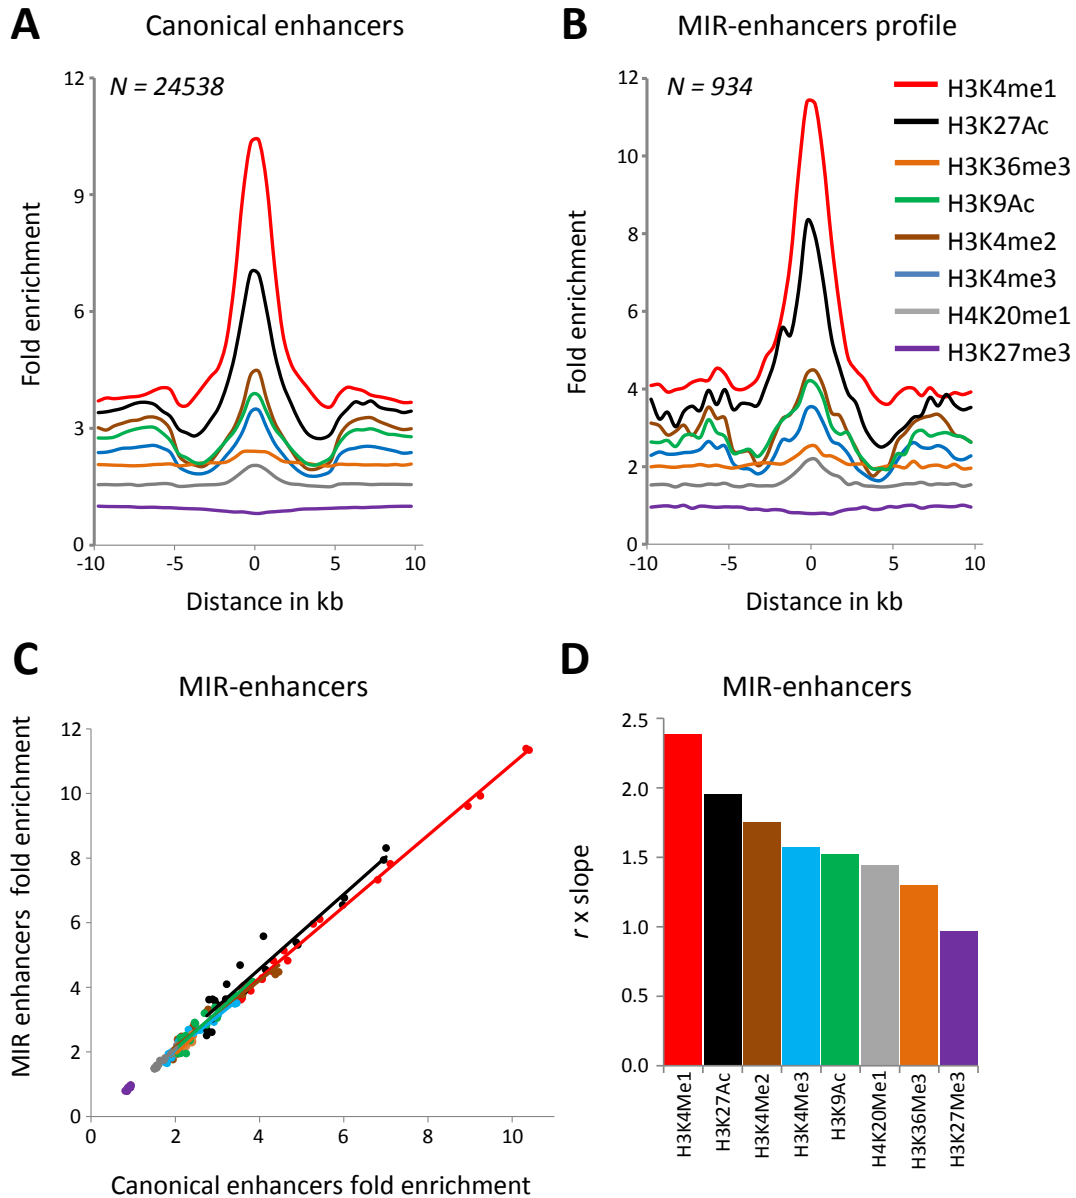 A
Canonical enhancers
N = 24538
Fold enrichment
12
9
6
3
0
-10
-5
0
5
10
Distance in kb
B
MIR-enhancers profile
N = 934
Fold enrichment
12
10
8
6
4
2
0
-10
-5
0
5
10
Distance in kb
H3K4me1
H3K27Ac
H3K36me3
H3K9Ac
H3K4me2
H3K4me3
H4K20me1
H3K27me3
C
MIR-enhancers
MIR enhancers fold enrichment
12
10
8
6
4
2
0
0
2
4
6
8
10
Canonical enhancers fold enrichment
D
MIR-enhancers
r x slope
2.5
2.0
1.5
1.0
0.5
0.0
H3K4Me1
H3K27Ac
H3K4Me2
H3K4Me3
H3K9Ac
H4K20Me1
H3K36Me3
H3K27Me3